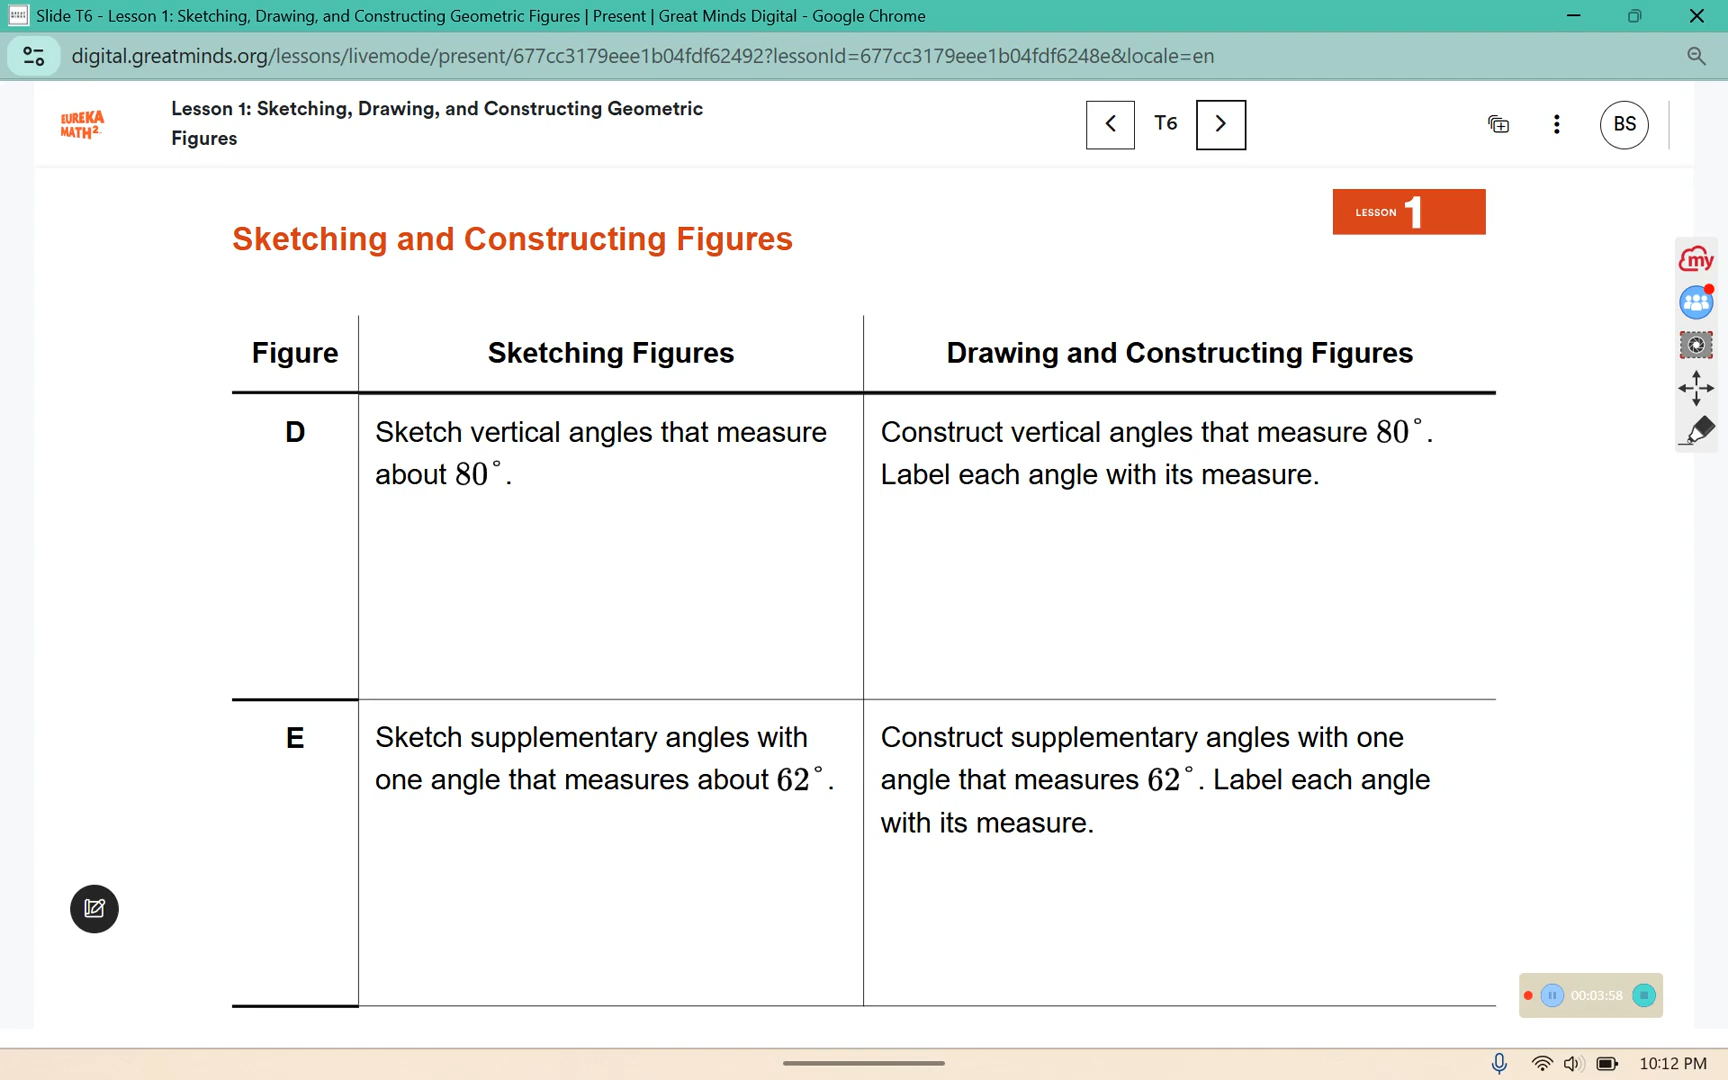 Slide T6 - Lesson 1: Sketching, Drawing, and Constructing Geometric Figures | Present | Great Minds Digital - Google Chrome
digital.greatminds.org/lessons/livemode/present/677cc3179eee1b04fdf62492?lessonId=677cc3179eee1b04fdf6248e&locale=en
EUREKA
MATH²
Lesson 1: Sketching, Drawing, and Constructing Geometric
Figures
T6
BS
LESSON 1
Sketching and Constructing Figures
my
Figure
Sketching Figures
Drawing and Constructing Figures
D
Sketch vertical angles that measure
about 80°.
Construct vertical angles that measure 80°.
Label each angle with its measure.
E
Sketch supplementary angles with
one angle that measures about 62°.
Construct supplementary angles with one
angle that measures 62°. Label each angle
with its measure.
00:03:58
10:12 PM